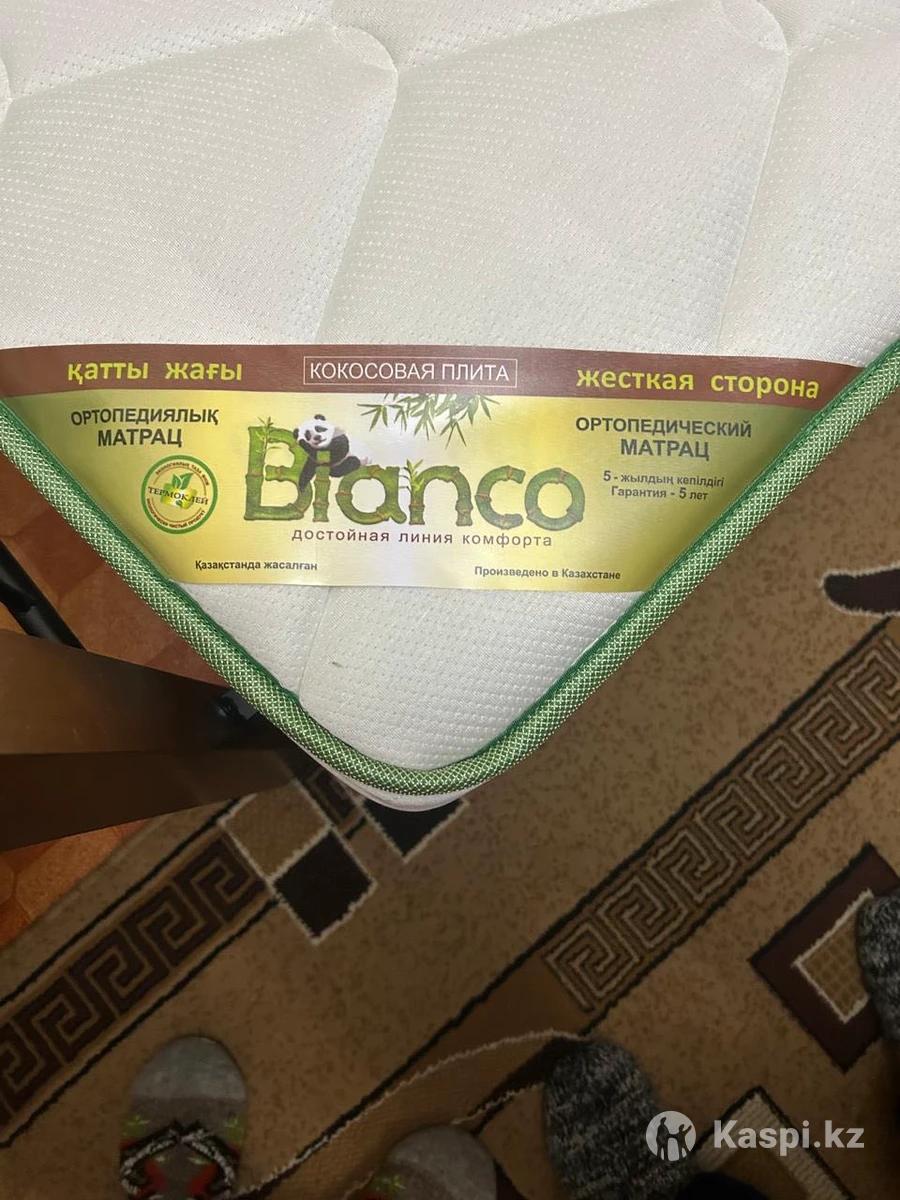 қатты жағы
КОКОСОВАЯ ПЛИТА
жесткая сторона
ОРТОПЕДИЯЛЫҚ
МАТРАЦ
ТЕРМОКЛЕЙ
Bianco
достойная линия комфорта
ОРТОПЕДИЧЕСКИЙ
МАТРАЦ
5 - жылдың кепілдігі
Гарантия - 5 лет
Қазақстанда жасалған
Произведено в Казахстане
Kaspi.kz